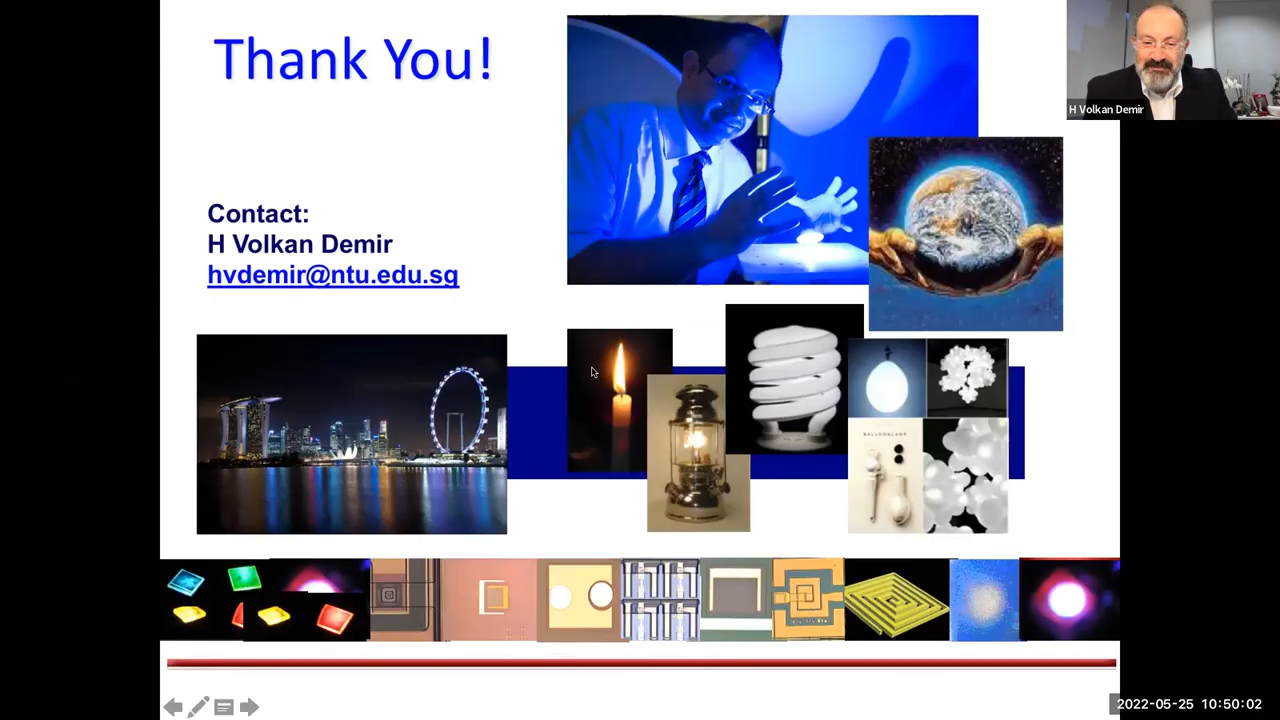 Thank You!
H Volkan Demir
Contact:
H Volkan Demir
hvdemir@ntu.edu.sg
BALLOONLAMP
2022-05-25 10:50:02